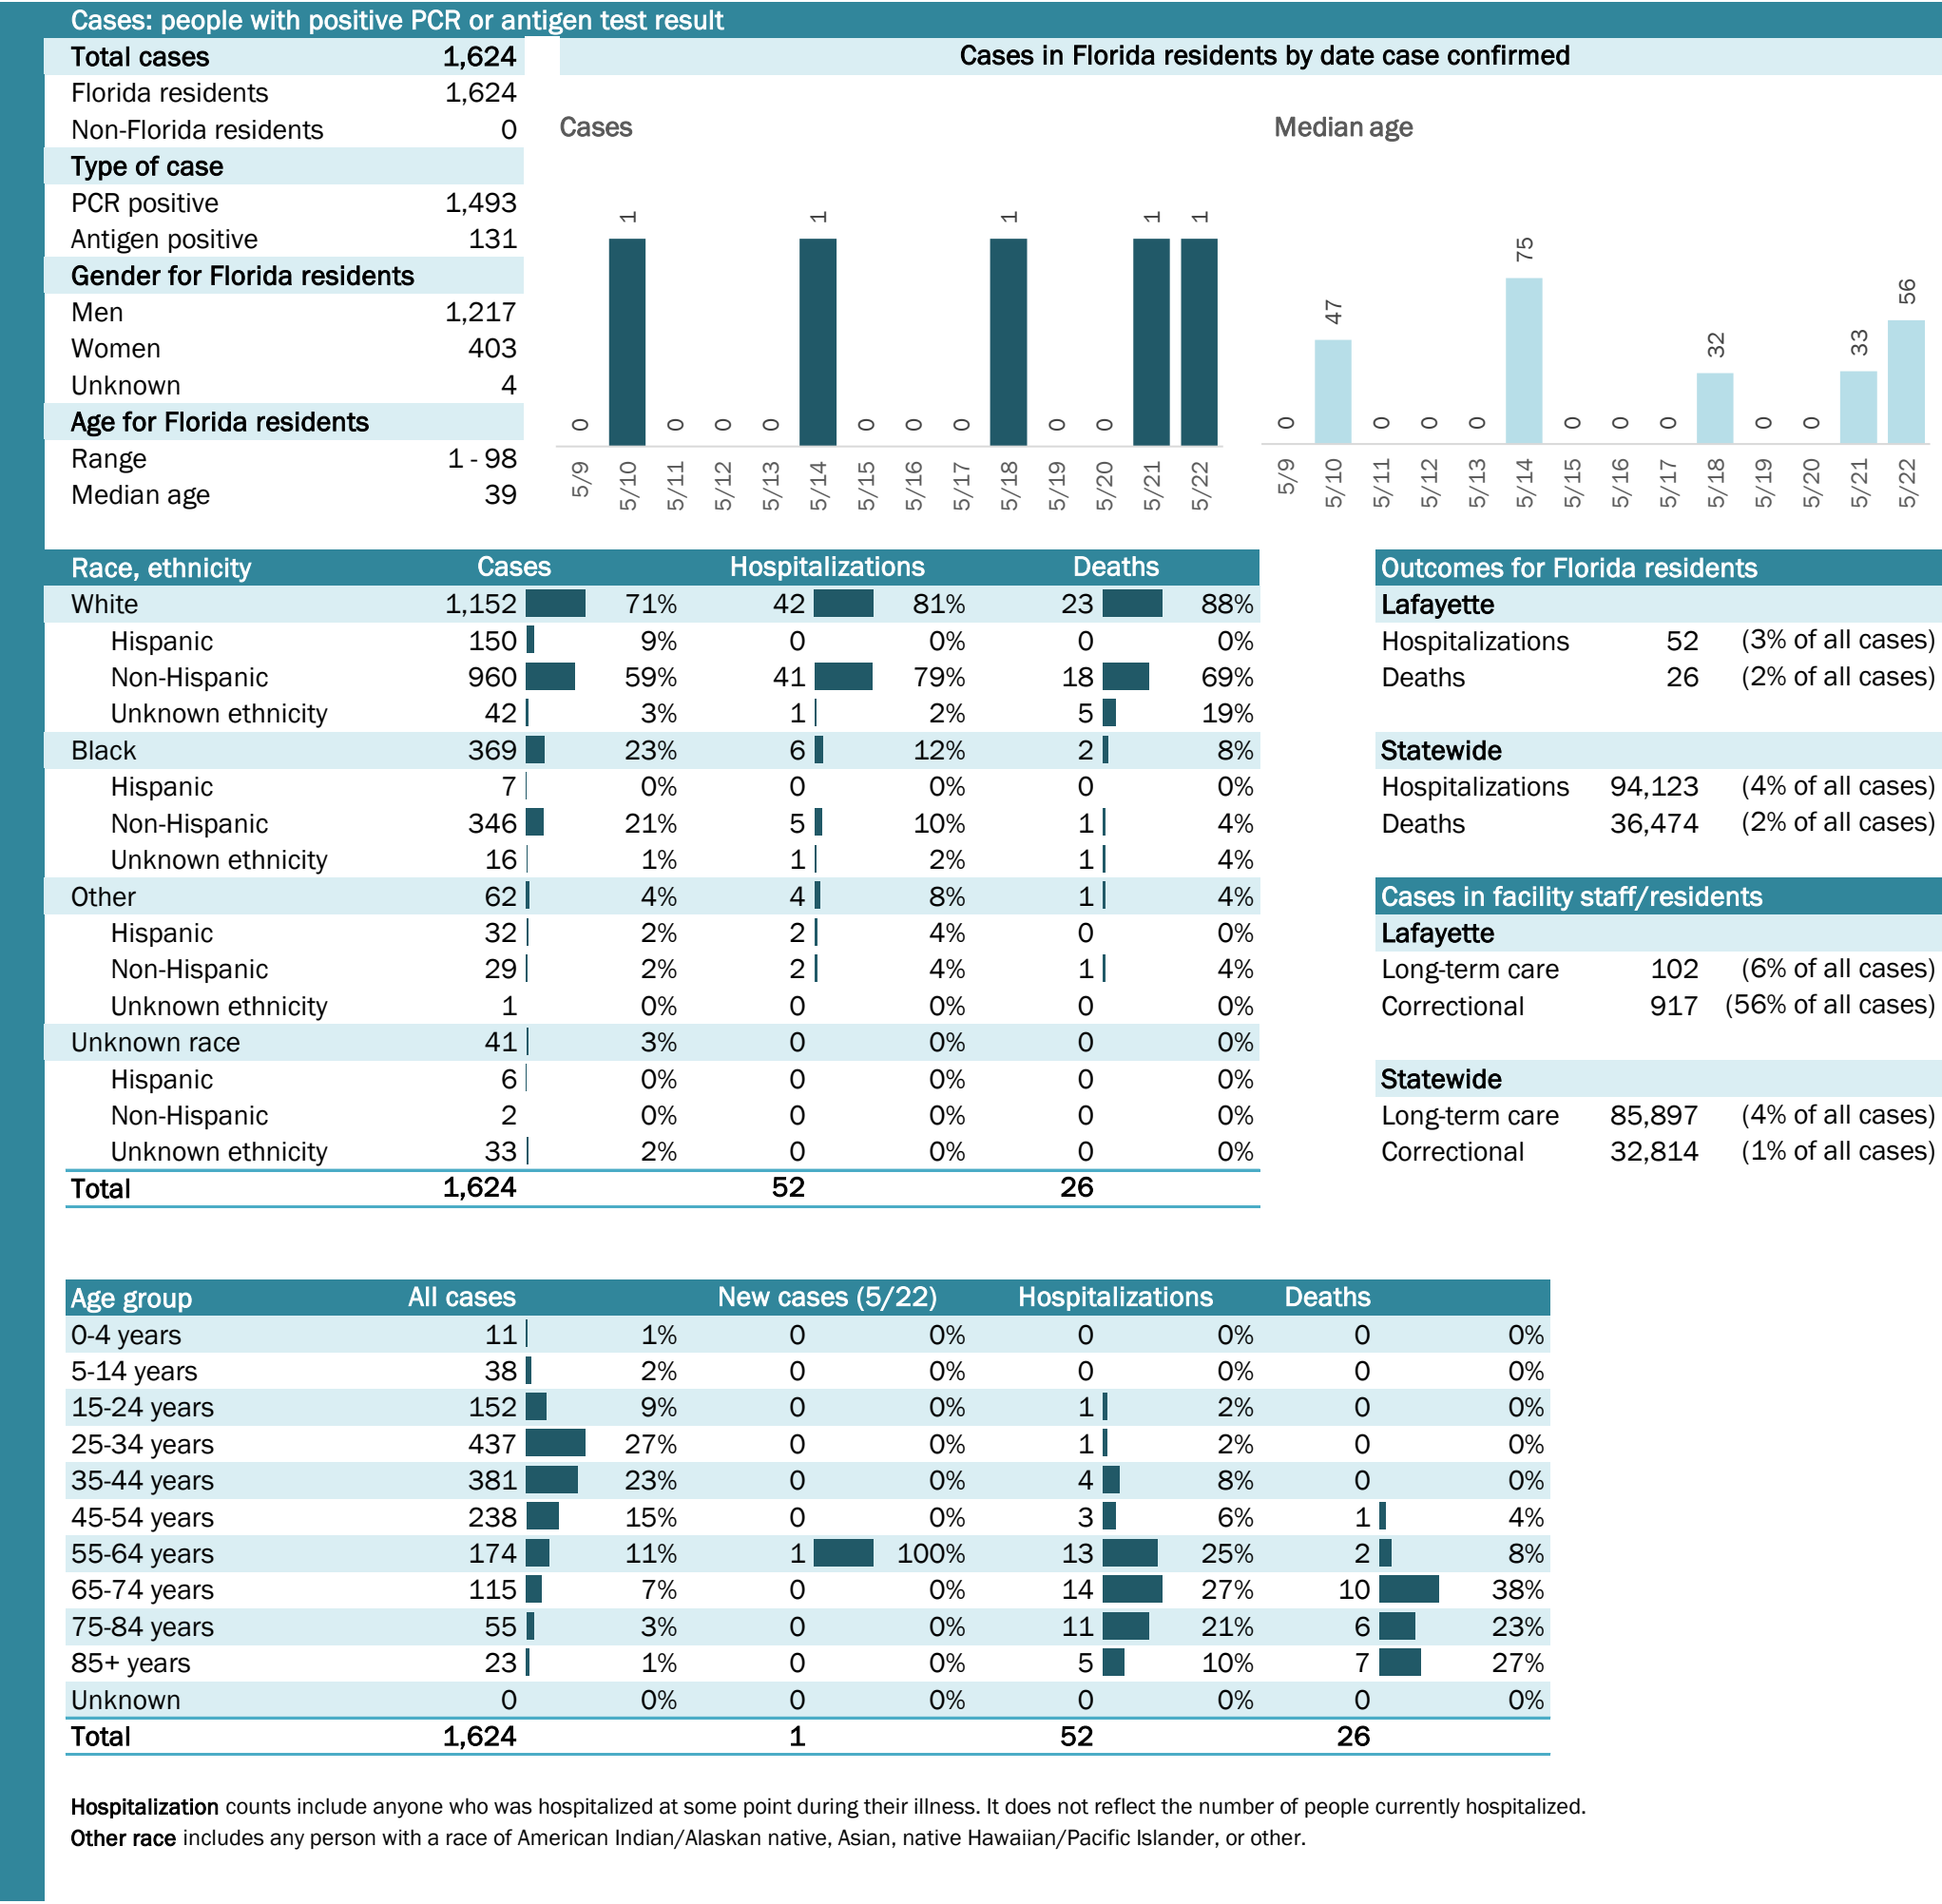 Cases: people with positive PCR or antigen test result
Total cases 1,624
Florida residents 1,624
Non-Florida residents 0
Type of case
PCR positive 1,493
Antigen positive 131
Gender for Florida residents
Men 1,217
Women 403
Unknown 4
Age for Florida residents
Range 1 - 98
Median age 39
Cases in Florida residents by date case confirmed
Cases
0 1 0 0 0 1 0 0 0 1 0 0 1 1
5/9 5/10 5/11 5/12 5/13 5/14 5/15 5/16 5/17 5/18 5/19 5/20 5/21 5/22
Median age
0 47 0 0 0 75 0 0 0 32 0 0 33 56
5/9 5/10 5/11 5/12 5/13 5/14 5/15 5/16 5/17 5/18 5/19 5/20 5/21 5/22
Race, ethnicity Cases Hospitalizations Deaths
White 1,152 71% 42 81% 23 88%
Hispanic 150 9% 0 0% 0 0%
Non-Hispanic 960 59% 41 79% 18 69%
Unknown ethnicity 42 3% 1 2% 5 19%
Black 369 23% 6 12% 2 8%
Hispanic 7 0% 0 0% 0 0%
Non-Hispanic 346 21% 5 10% 1 4%
Unknown ethnicity 16 1% 1 2% 1 4%
Other 62 4% 4 8% 1 4%
Hispanic 32 2% 2 4% 0 0%
Non-Hispanic 29 2% 2 4% 1 4%
Unknown ethnicity 1 0% 0 0% 0 0%
Unknown race 41 3% 0 0% 0 0%
Hispanic 6 0% 0 0% 0 0%
Non-Hispanic 2 0% 0 0% 0 0%
Unknown ethnicity 33 2% 0 0% 0 0%
Total 1,624 52 26
Outcomes for Florida residents
Lafayette
Hospitalizations 52 (3% of all cases)
Deaths 26 (2% of all cases)
Statewide
Hospitalizations 94,123 (4% of all cases)
Deaths 36,474 (2% of all cases)
Cases in facility staff/residents
Lafayette
Long-term care 102 (6% of all cases)
Correctional 917 (56% of all cases)
Statewide
Long-term care 85,897 (4% of all cases)
Correctional 32,814 (1% of all cases)
Age group All cases New cases (5/22) Hospitalizations Deaths
0-4 years 11 1% 0 0% 0 0% 0 0%
5-14 years 38 2% 0 0% 0 0% 0 0%
15-24 years 152 9% 0 0% 1 2% 0 0%
25-34 years 437 27% 0 0% 1 2% 0 0%
35-44 years 381 23% 0 0% 4 8% 0 0%
45-54 years 238 15% 0 0% 3 6% 1 4%
55-64 years 174 11% 1 100% 13 25% 2 8%
65-74 years 115 7% 0 0% 14 27% 10 38%
75-84 years 55 3% 0 0% 11 21% 6 23%
85+ years 23 1% 0 0% 5 10% 7 27%
Unknown 0 0% 0 0% 0 0% 0 0%
Total 1,624 1 52 26
Hospitalization counts include anyone who was hospitalized at some point during their illness. It does not reflect the number of people currently hospitalized.
Other race includes any person with a race of American Indian/Alaskan native, Asian, native Hawaiian/Pacific Islander, or other.